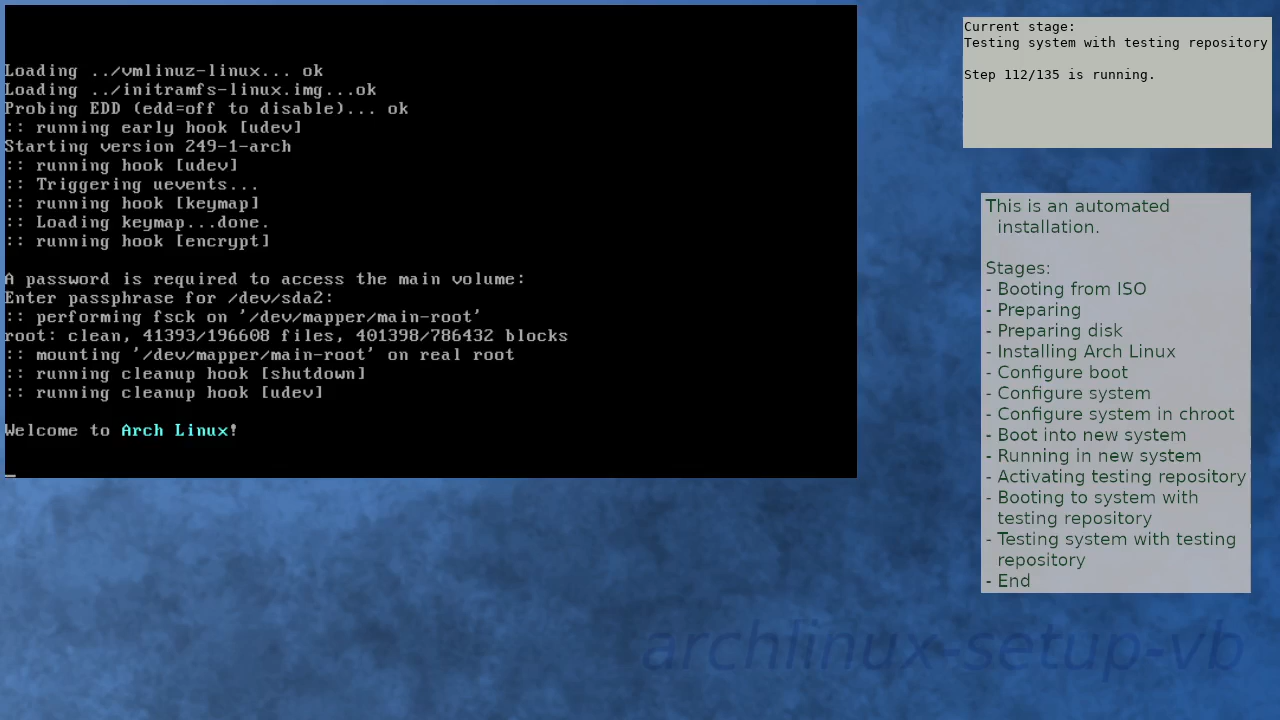 Loading ../vmlinuz-linux... ok
Loading ../initramfs-linux.img...ok
Probing EDD (edd=off to disable)... ok
:: running early hook [udev]
Starting version 249-1-arch
:: running hook [udev]
:: Triggering uevents...
:: running hook [keymap]
:: Loading keymap...done.
:: running hook [encrypt]
A password is required to access the main volume:
Enter passphrase for /dev/sda2:
:: performing fsck on '/dev/mapper/main-root'
root: clean, 41393/196608 files, 401398/786432 blocks
:: mounting '/dev/mapper/main-root' on real root
:: running cleanup hook [shutdown]
:: running cleanup hook [udev]
Welcome to Arch Linux!
Current stage:
Testing system with testing repository
Step 112/135 is running.
This is an automated
installation.
Stages:
- Booting from ISO
- Preparing
- Preparing disk
- Installing Arch Linux
- Configure boot
- Configure system
- Configure system in chroot
- Boot into new system
- Running in new system
- Activating testing repository
- Booting to system with
testing repository
- Testing system with testing
repository
- End
archlinux-setup-vb